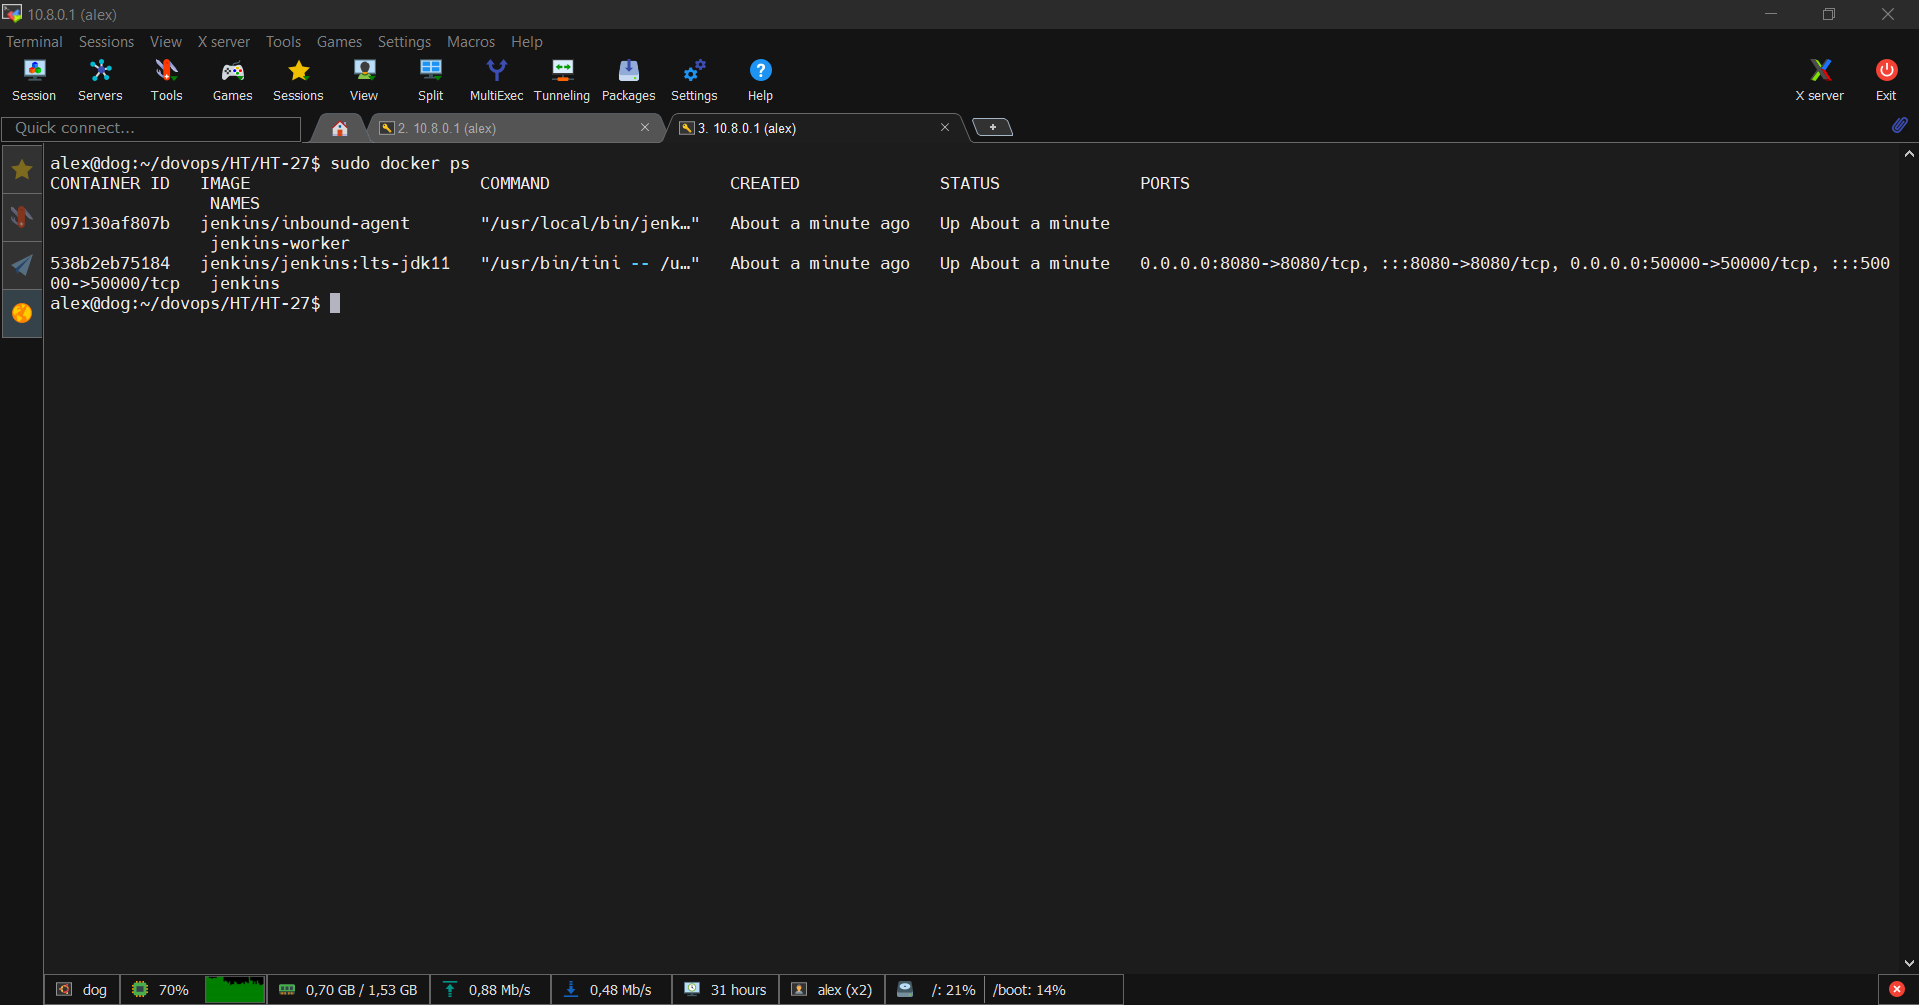 10.8.0.1 (alex)
Terminal Sessions View X server Tools Games Settings Macros Help
Session Servers Tools Games Sessions View Split MultiExec Tunneling Packages Settings Help X server Exit
Quick connect... 2. 10.8.0.1 (alex) 3. 10.8.0.1 (alex)
alex@dog:~/dovops/HT/HT-27$ sudo docker ps
CONTAINER ID   IMAGE                       COMMAND                  CREATED              STATUS              PORTS
                NAMES
097130af807b   jenkins/inbound-agent       "/usr/local/bin/jenk…"   About a minute ago   Up About a minute
                jenkins-worker
538b2eb75184   jenkins/jenkins:lts-jdk11   "/usr/bin/tini -- /u…"   About a minute ago   Up About a minute   0.0.0.0:8080->8080/tcp, :::8080->8080/tcp, 0.0.0.0:50000->50000/tcp, :::500
00->50000/tcp   jenkins
alex@dog:~/dovops/HT/HT-27$
dog 70% 0,70 GB / 1,53 GB 0,88 Mb/s 0,48 Mb/s 31 hours alex (x2) /: 21% /boot: 14%